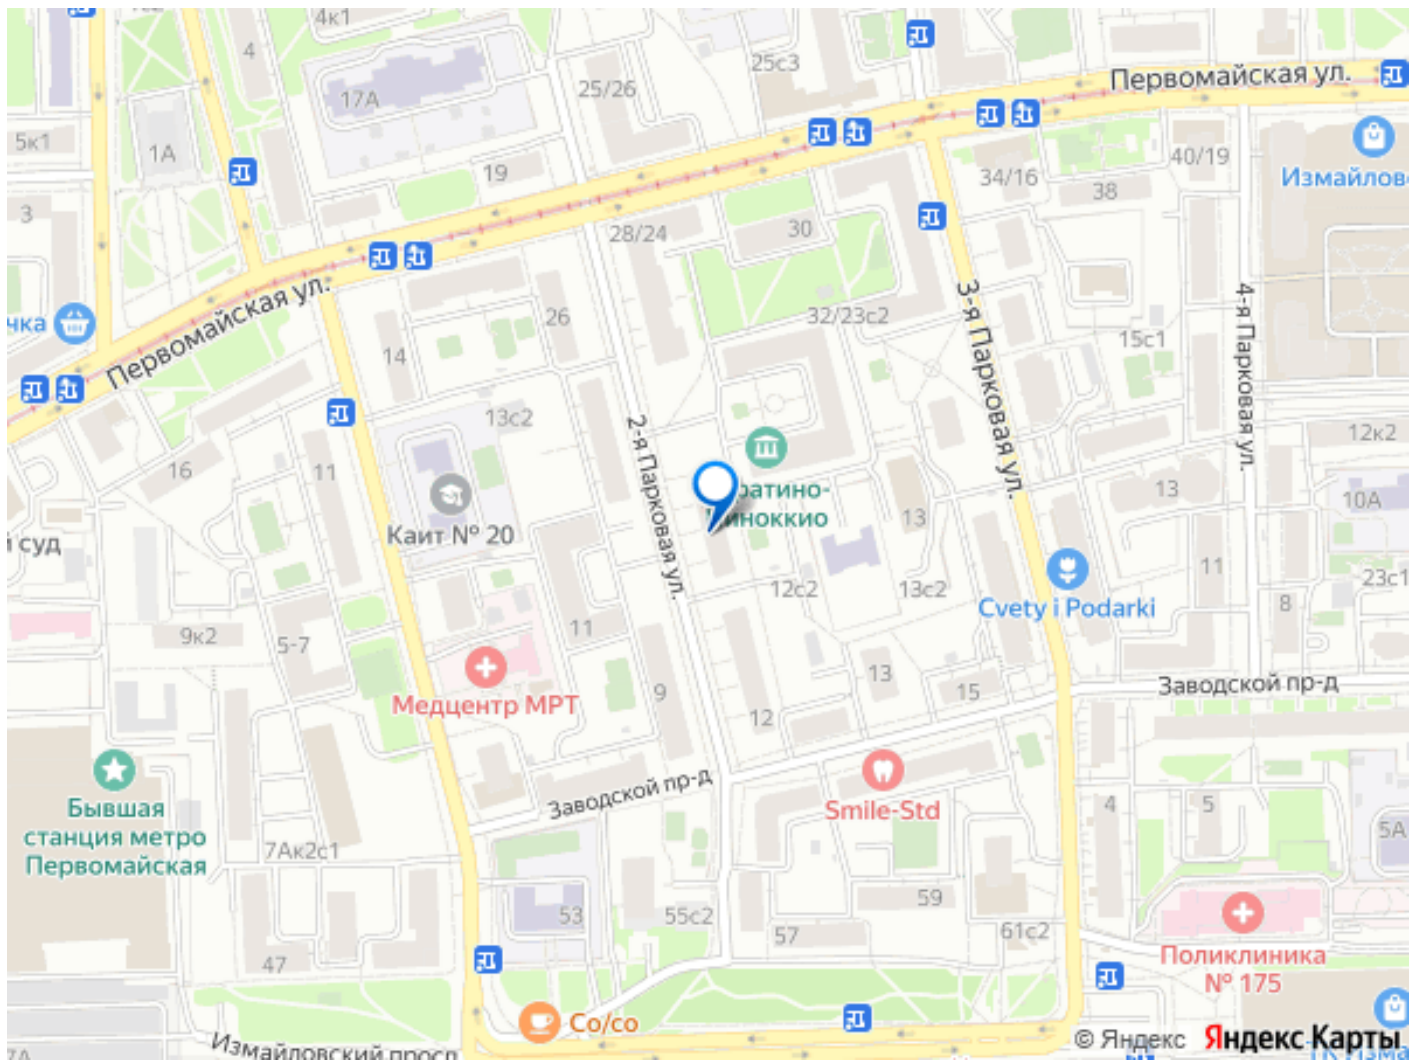 4к1
4
25с3
Первомайская ул.
17А
25/26
5к1
1А
19
34/16
40/19
38
Измайлов
3
28/24
30
26
32/23с2
3-я Парковая ул.
4-я Парковая ул.
чка
Первомайская ул.
14
15с1
13с2
2-я Парковая ул.
12к2
16
11
13
10А
Каит № 20
ратино-
иноккио
13
й суд
12с2
13с2
11
23с1
Cvety i Podarki
8
9к2
5-7
11
Медцентр МРТ
9
13
15
Заводской пр-д
12
Заводской пр-д
Smile-Std
4
5
5А
Бывшая
станция метро
Первомайская
7Ак2с1
53
55с2
57
59
61с2
Поликлиника
№ 175
47
Co/co
Измайловский просп
7А
© Яндекс Яндекс Карты